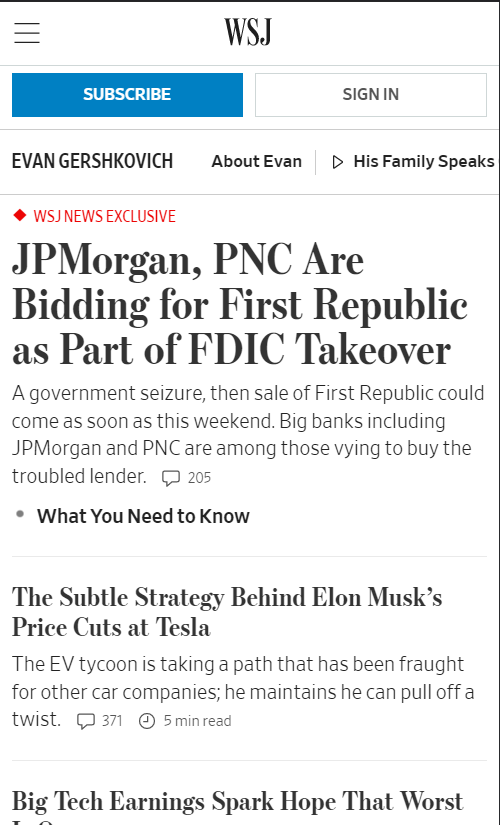 WSJ
SUBSCRIBE
SIGN IN
EVAN GERSHKOVICH
About Evan
His Family Speaks
WSJ NEWS EXCLUSIVE
JPMorgan, PNC Are
Bidding for First Republic
as Part of FDIC Takeover
A government seizure, then sale of First Republic could
come as soon as this weekend. Big banks including
JPMorgan and PNC are among those vying to buy the
troubled lender. 205
What You Need to Know
The Subtle Strategy Behind Elon Musk’s
Price Cuts at Tesla
The EV tycoon is taking a path that has been fraught
for other car companies; he maintains he can pull off a
twist. 371 5 min read
Big Tech Earnings Spark Hope That Worst